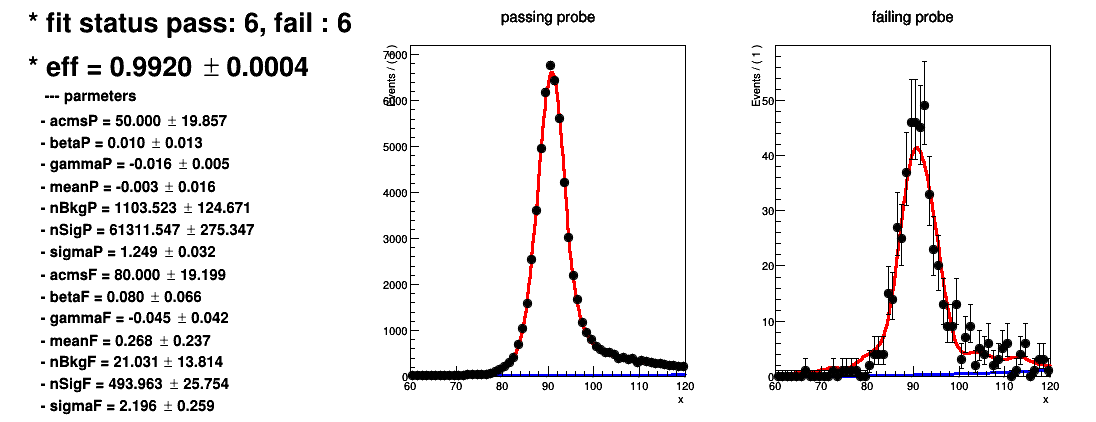 * fit status pass: 6, fail : 6
* eff = 0.9920 ± 0.0004
--- parmeters
- acmsP = 50.000 ± 19.857
- betaP = 0.010 ± 0.013
- gammaP = -0.016 ± 0.005
- meanP = -0.003 ± 0.016
- nBkgP = 1103.523 ± 124.671
- nSigP = 61311.547 ± 275.347
- sigmaP = 1.249 ± 0.032
- acmsF = 80.000 ± 19.199
- betaF = 0.080 ± 0.066
- gammaF = -0.045 ± 0.042
- meanF = 0.268 ± 0.237
- nBkgF = 21.031 ± 13.814
- nSigF = 493.963 ± 25.754
- sigmaF = 2.196 ± 0.259
passing probe
Events / ( 1 )
7000
6000
5000
4000
3000
2000
1000
0
60 70 80 90 100 110 120
x
failing probe
Events / ( 1 )
50
40
30
20
10
0
60 70 80 90 100 110 120
x